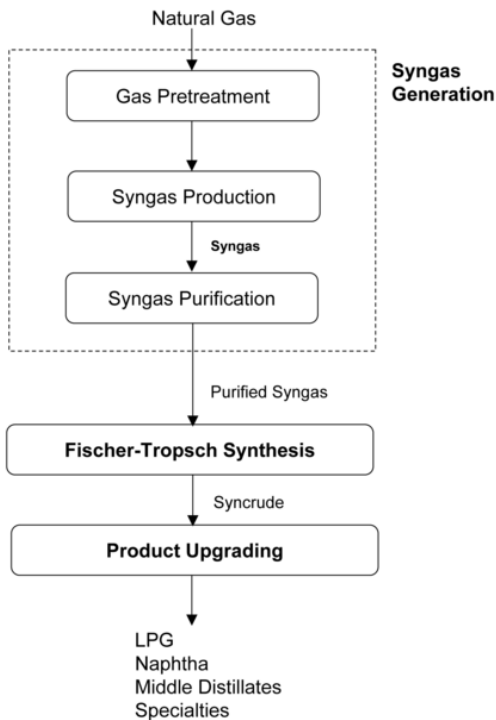 Natural Gas
Syngas
Generation
Gas Pretreatment
Syngas Production
Syngas
Syngas Purification
Purified Syngas
Fischer-Tropsch Synthesis
Syncrude
Product Upgrading
LPG
Naphtha
Middle Distillates
Specialties